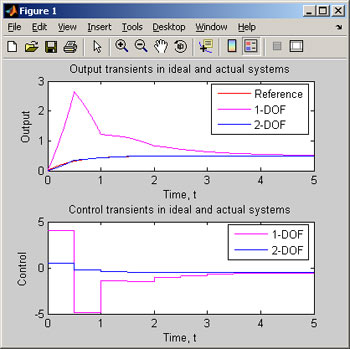 Figure 1
File Edit View Insert Tools Desktop Window Help
Output transients in ideal and actual systems
3
2
1
0
Output
Reference
1-DOF
2-DOF
0 1 2 3 4 5
Time, t
Control transients in ideal and actual systems
5
0
-5
Control
1-DOF
2-DOF
0 1 2 3 4 5
Time, t